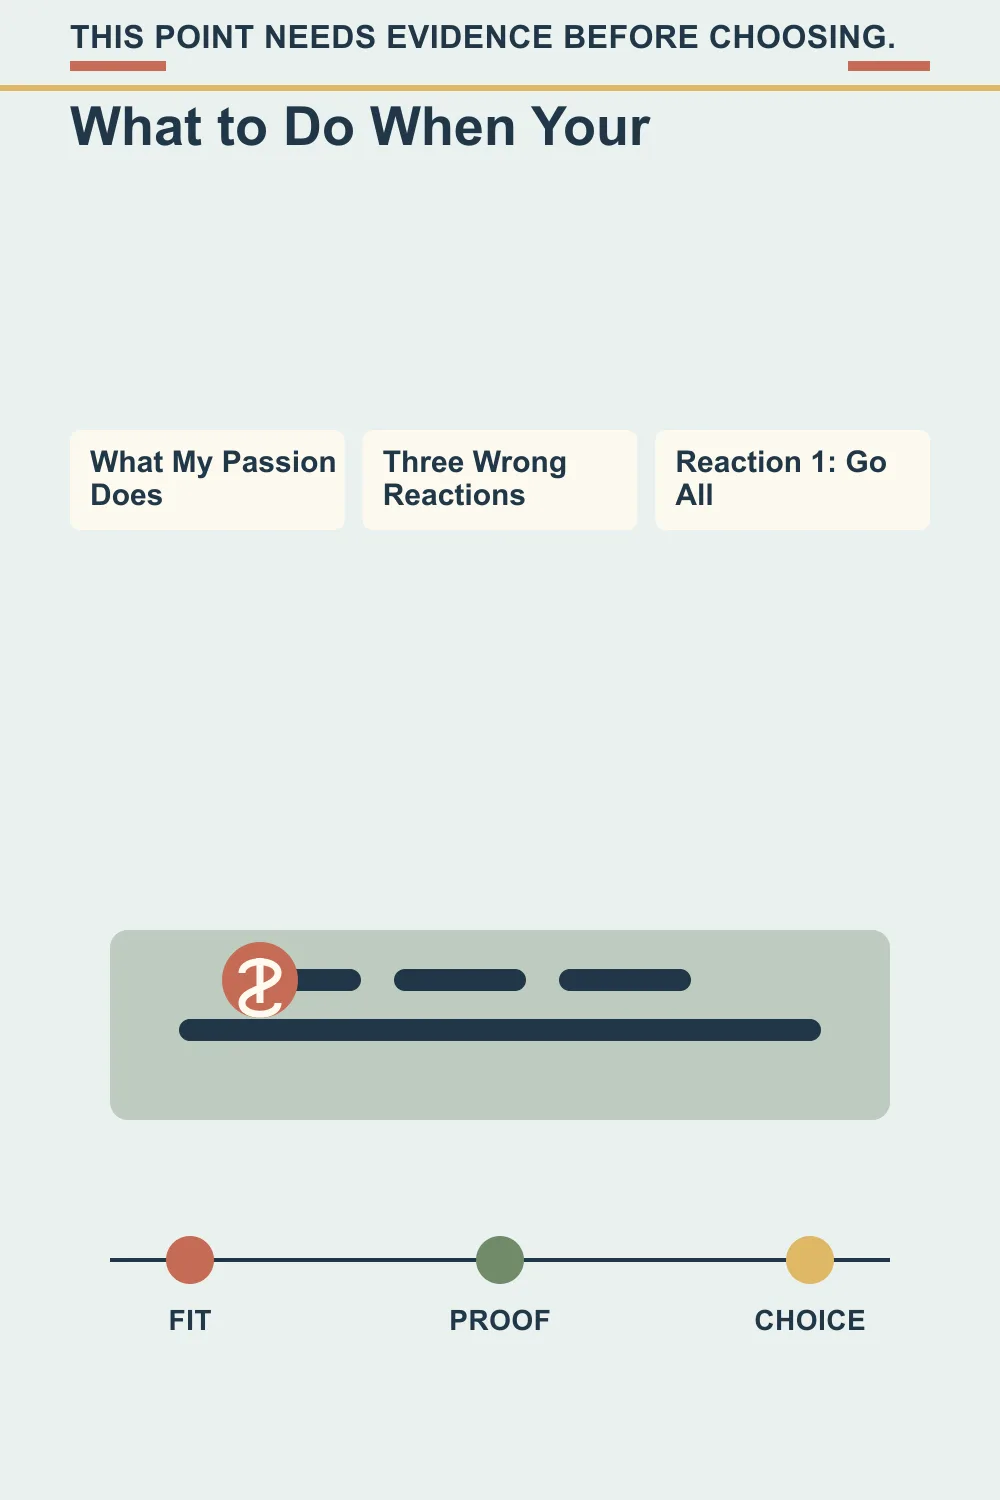 THIS POINT NEEDS EVIDENCE BEFORE CHOOSING.
What to Do When Your
What My Passion
Does
Three Wrong
Reactions
Reaction 1: Go
All
FIT
PROOF
CHOICE